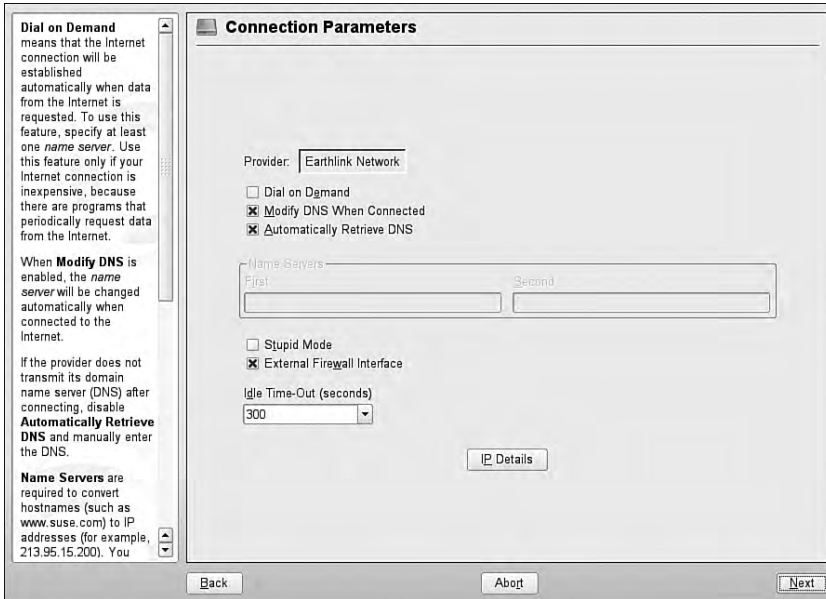 Dial on Demand
means that the Internet
connection will be
established
automatically when data
from the Internet is
requested. To use this
feature, specify at least
one name server. Use
this feature only if your
Internet connection is
inexpensive, because
there are programs that
periodically request data
from the Internet.
When Modify DNS is
enabled, the name
server will be changed
automatically when
connected to the
Internet.
If the provider does not
transmit its domain
name server (DNS) after
connecting, disable
Automatically Retrieve
DNS and manually enter
the DNS.
Name Servers are
required to convert
hostnames (such as
www.suse.com) to IP
addresses (for example,
213.95.15.200). You
Connection Parameters
Provider: Earthlink Network
Dial on Demand
Modify DNS When Connected
Automatically Retrieve DNS
Name Servers
First Second
Stupid Mode
External Firewall Interface
Idle Time-Out (seconds)
300
IP Details
Back Abort Next